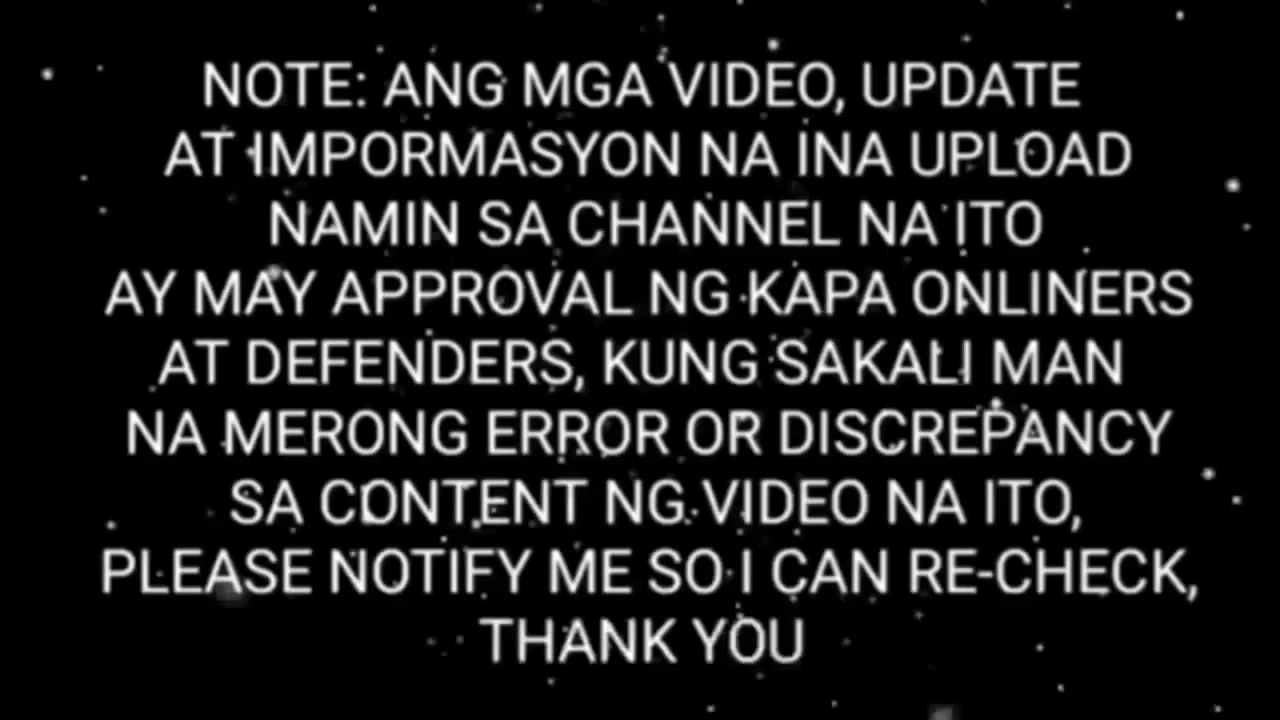 NOTE: ANG MGA VIDEO, UPDATE
AT IMPORMASYON NA INA UPLOAD
NAMIN SA CHANNEL NA ITO
AY MAY APPROVAL NG KAPA ONLINERS
AT DEFENDERS, KUNG SAKALI MAN
NA MERONG ERROR OR DISCREPANCY
SA CONTENT NG VIDEO NA ITO,
PLEASE NOTIFY ME SO I CAN RE-CHECK,
THANK YOU